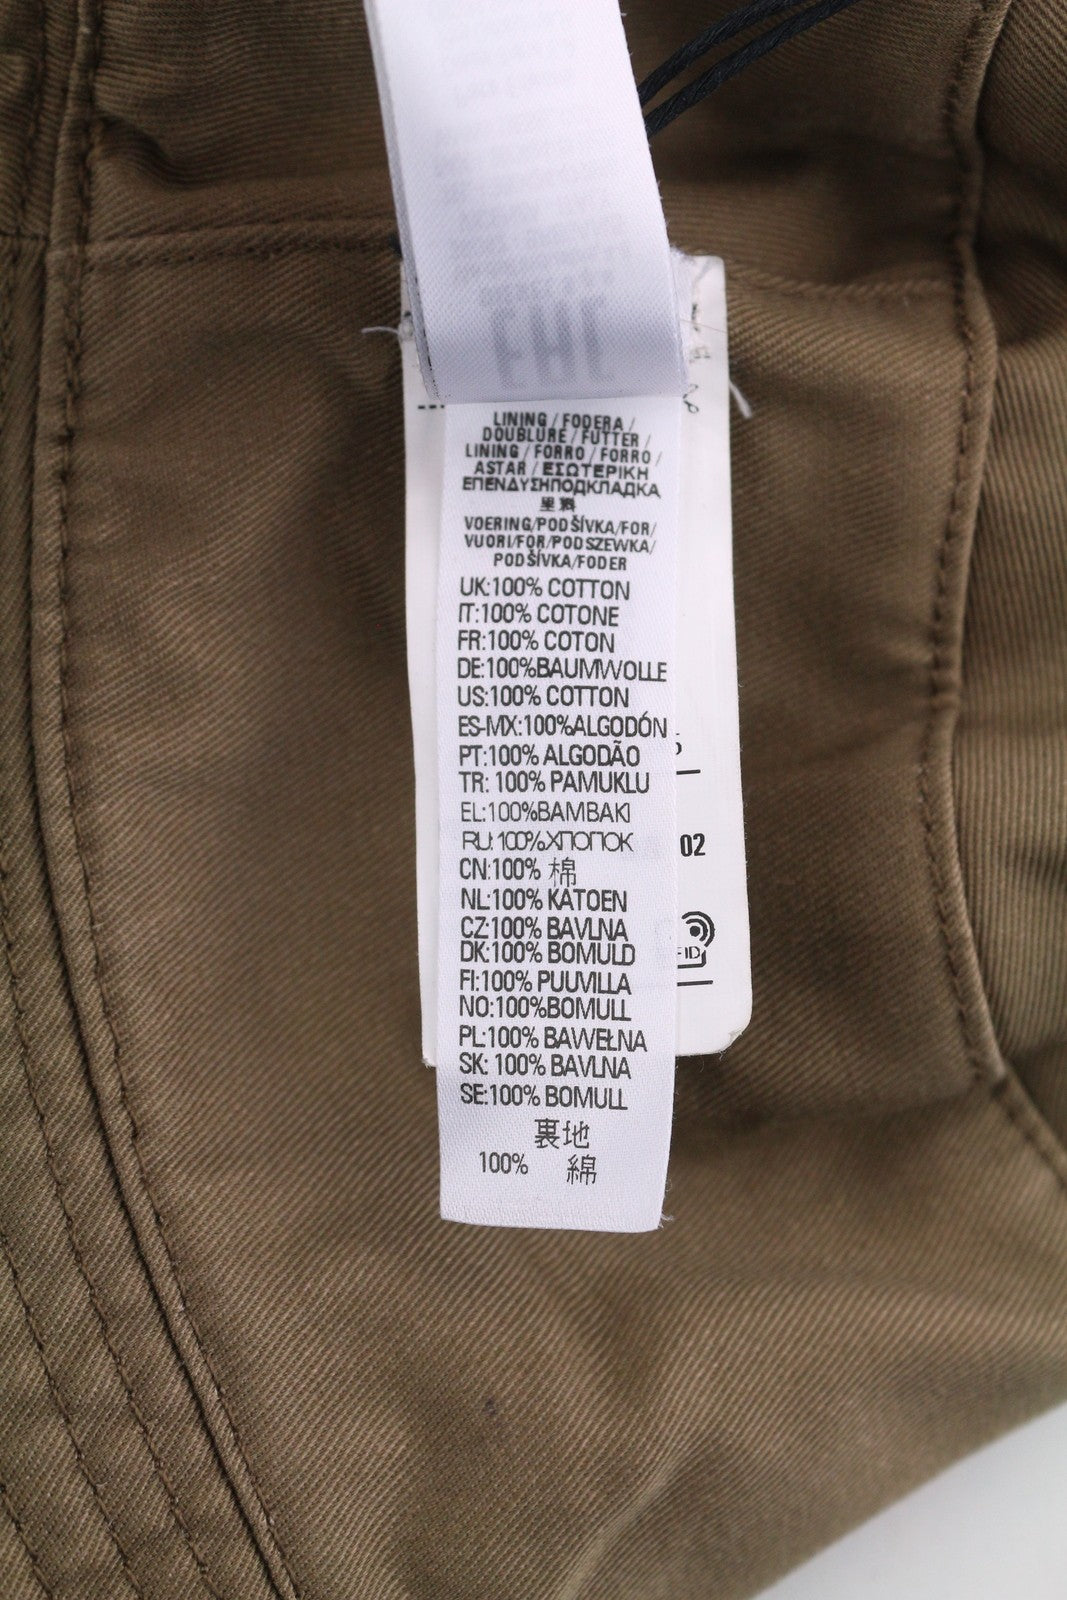 EAC
LINING / FODERA /
DOUBLURE / FUTTER /
LINING / FORRO / FORRO /
ASTAR / ΕΣΩΤΕΡΙΚΗ
ΕΠΕΝΔΥΣΗПОДКЛАДКА
里料
VOERING/PODŠÍVKA/FOR/
VUORI/FOR/PODSZEWKA/
PODŠÍVKA/FODER
UK:100% COTTON
IT:100% COTONE
FR:100% COTON
DE:100%BAUMWOLLE
US:100% COTTON
ES-MX:100%ALGODÓN
PT:100% ALGODÃO
TR: 100% PAMUKLU
EL:100%BAMBAKI
RU: 100%ХЛОПОК
CN:100% 棉
NL:100% KATOEN
CZ:100% BAVLNA
DK:100% BOMULD
FI:100% PUUVILLA
NO:100%BOMULL
PL:100% BAWEŁNA
SK: 100% BAVLNA
SE:100% BOMULL
裏地
100% 綿
02